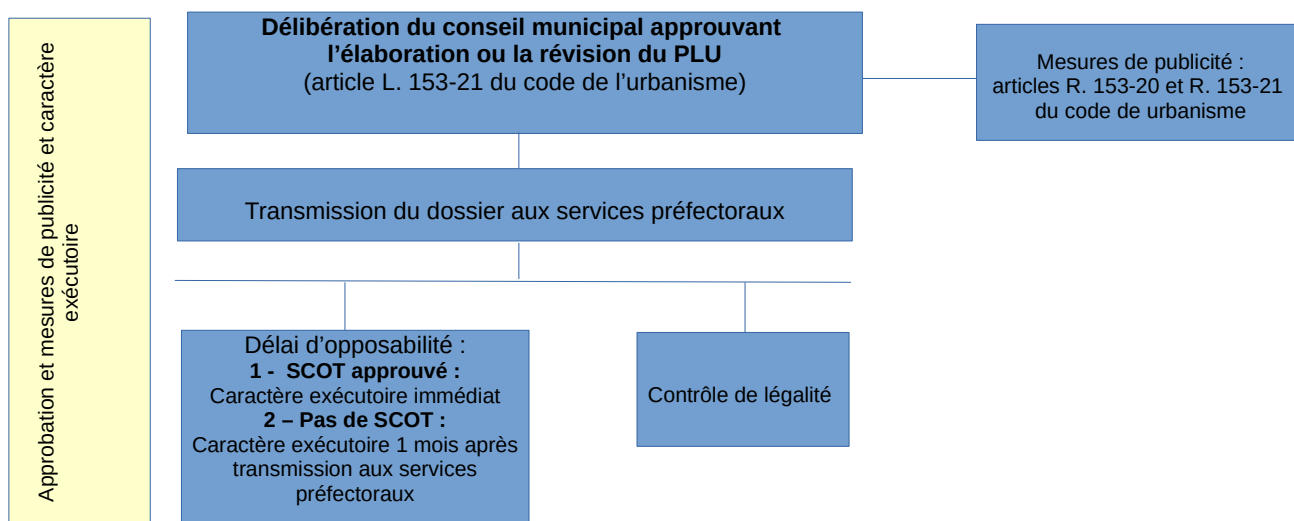 Approbation et mesures de publicité et caractère
exécutoire
Délibération du conseil municipal approuvant
l’élaboration ou la révision du PLU
(article L. 153-21 du code de l’urbanisme)
Mesures de publicité :
articles R. 153-20 et R. 153-21
du code de urbanisme
Transmission du dossier aux services préfectoraux
Délai d’opposabilité :
1 - SCOT approuvé :
Caractère exécutoire immédiat
2 – Pas de SCOT :
Caractère exécutoire 1 mois après
transmission aux services
préfectoraux
Contrôle de légalité